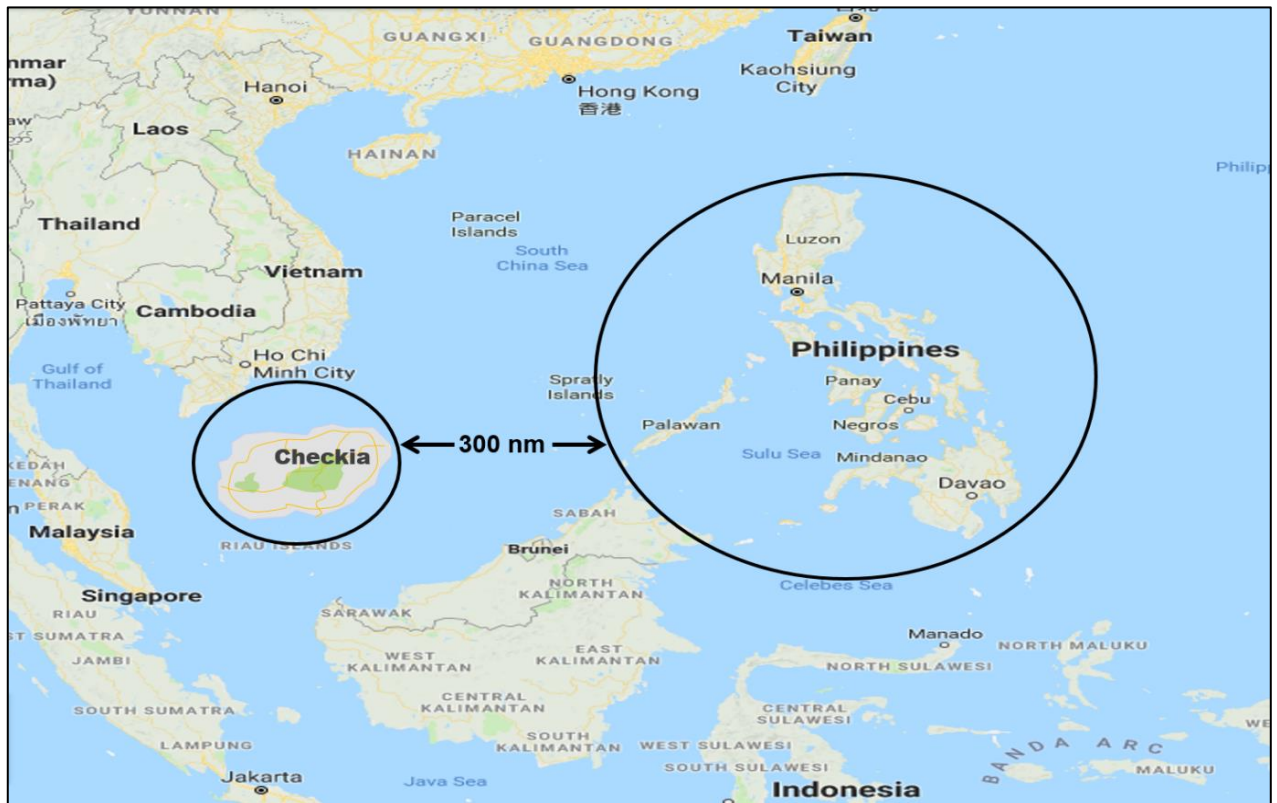 YUNNAN
GUANGXI
GUANGDONG
Taiwan
Kaohsiung
City
Hanoi
Hong Kong
香港
Laos
HAINAN
Thailand
Paracel
Islands
South
China Sea
Luzon
Vietnam
Manila
Pattaya City
เมืองพัทยา
Cambodia
Philippines
Ho Chi
Minh City
Gulf of
Thailand
Spratly
Islands
Panay
Cebu
Palawan
Negros
300 nm
Checkia
Sulu Sea
Mindanao
Davao
KEDAH
PERAK
Malaysia
SABAH
RIAU ISLANDS
Brunei
NORTH
KALIMANTAN
Celebes Sea
Singapore
RIAU
SARAWAK
ST SUMATRA
JAMBI
WEST
KALIMANTAN
EAST
KALIMANTAN
Manado
NORTH MALUKU
NORTH SULAWESI
SOUTH SUMATRA
CENTRAL
KALIMANTAN
CENTRAL
SULAWESI
LAMPUNG
SOUTH
KALIMANTAN
WEST SULAWESI
SOUTH SULAWESI
BANDA ARC
MALUKU
Jakarta
Java Sea
Indonesia